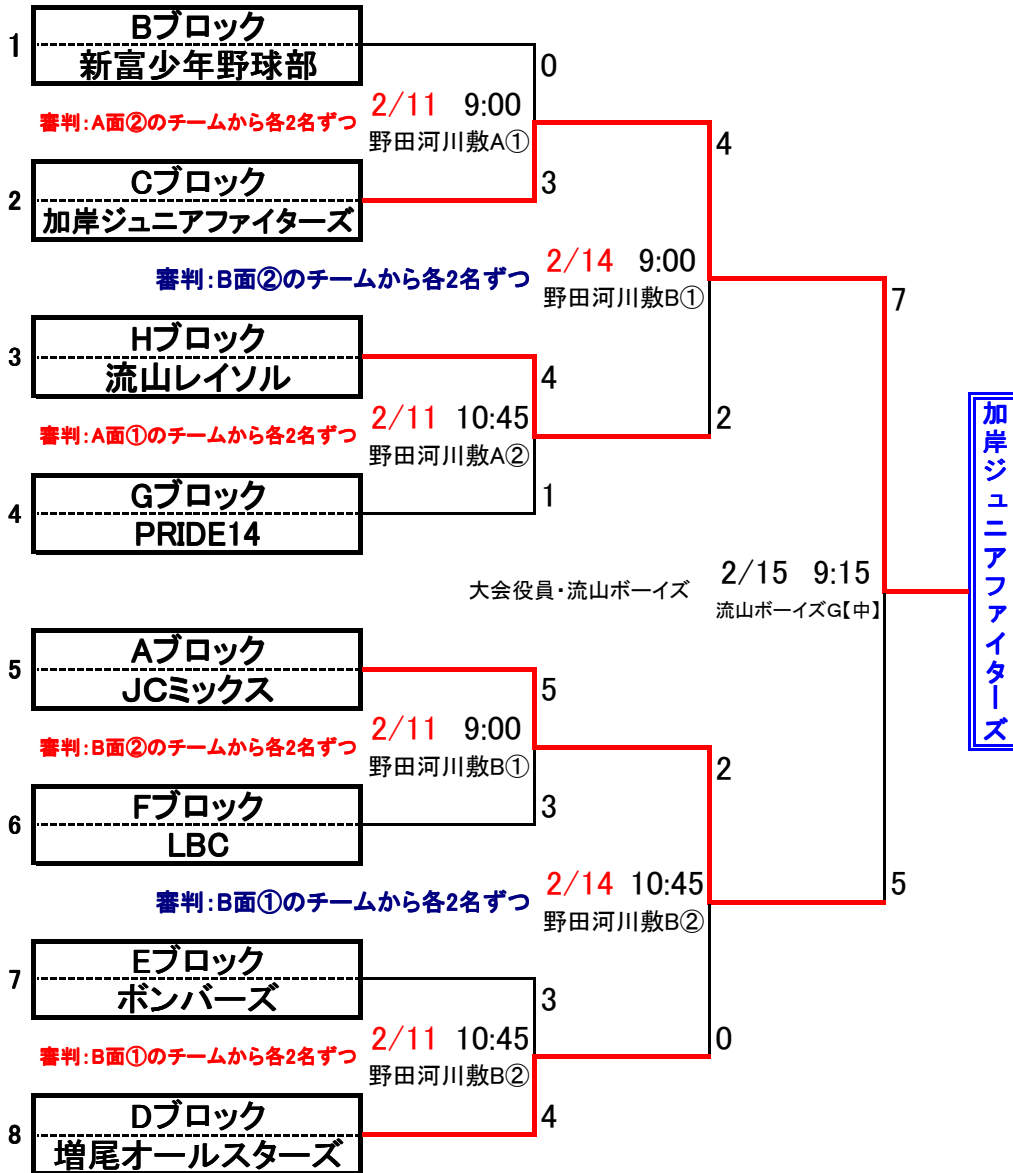 1
Bブロック
新富少年野球部
0
審判:A面②のチームから各2名ずつ
2/11 9:00
野田河川敷A①
4
2
Cブロック
加岸ジュニアファイターズ
3
審判:B面②のチームから各2名ずつ
2/14 9:00
野田河川敷B①
7
3
Hブロック
流山レイソル
4
審判:A面①のチームから各2名ずつ
2/11 10:45
野田河川敷A②
2
4
Gブロック
PRIDE14
1
大会役員・流山ボーイズ
2/15 9:15
流山ボーイズG【中】
加岸ジュニアファイターズ
5
Aブロック
JCミックス
5
審判:B面②のチームから各2名ずつ
2/11 9:00
野田河川敷B①
2
6
Fブロック
LBC
3
審判:B面①のチームから各2名ずつ
2/14 10:45
野田河川敷B②
5
7
Eブロック
ボンバーズ
3
審判:B面①のチームから各2名ずつ
2/11 10:45
野田河川敷B②
0
8
Dブロック
増尾オールスターズ
4